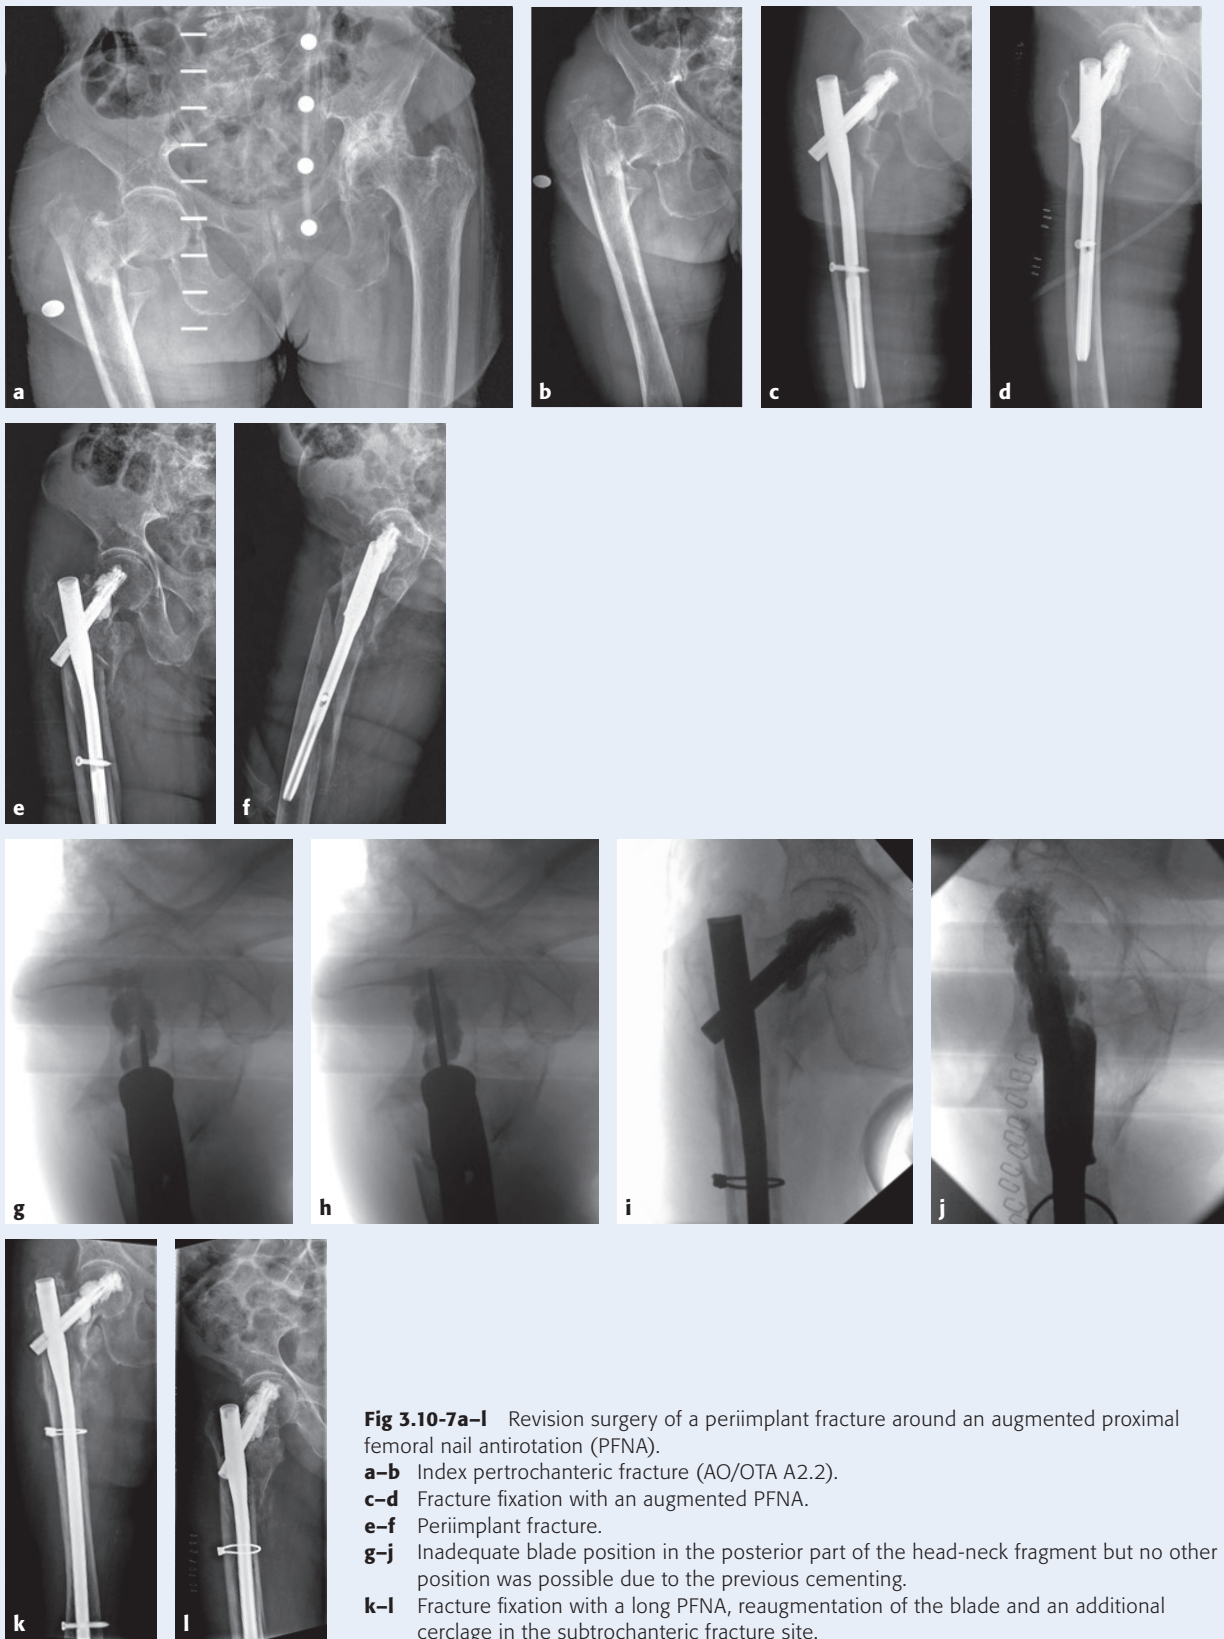 a
b
c
d
e
f
g
h
i
j
k
l
Fig 3.10-7a–l Revision surgery of a periimplant fracture around an augmented proximal
femoral nail antirotation (PFNA).
a–b Index pertrochanteric fracture (AO/OTA A2.2).
c–d Fracture fixation with an augmented PFNA.
e–f Periimplant fracture.
g–j Inadequate blade position in the posterior part of the head-neck fragment but no other
position was possible due to the previous cementing.
k–l Fracture fixation with a long PFNA, reaugmentation of the blade and an additional
cerclage in the subtrochanteric fracture site.